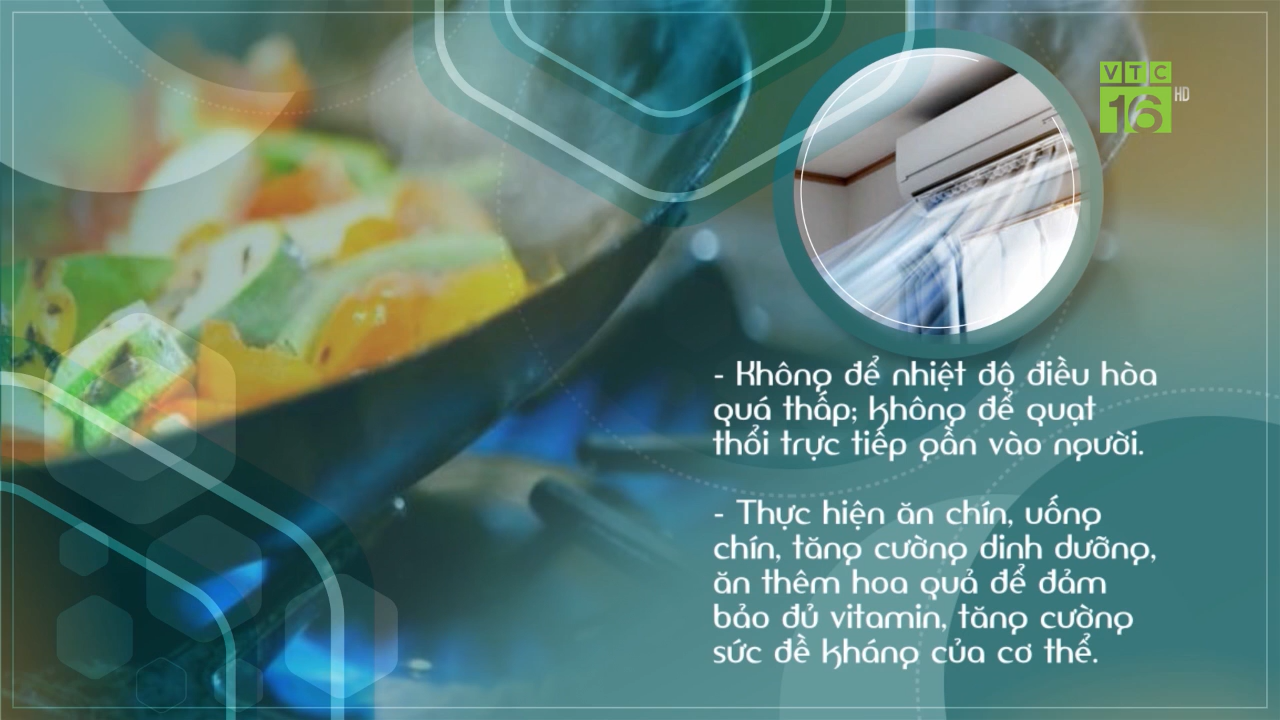 VTC
16 HD
- Không để nhiệt độ điều hòa
quá thấp; không để quạt
thổi trực tiếp gần vào người.
- Thực hiện ăn chín, uống
chín, tăng cường dinh dưỡng,
ăn thêm hoa quả để đảm
bảo đủ vitamin, tăng cường
sức đề kháng của cơ thể.